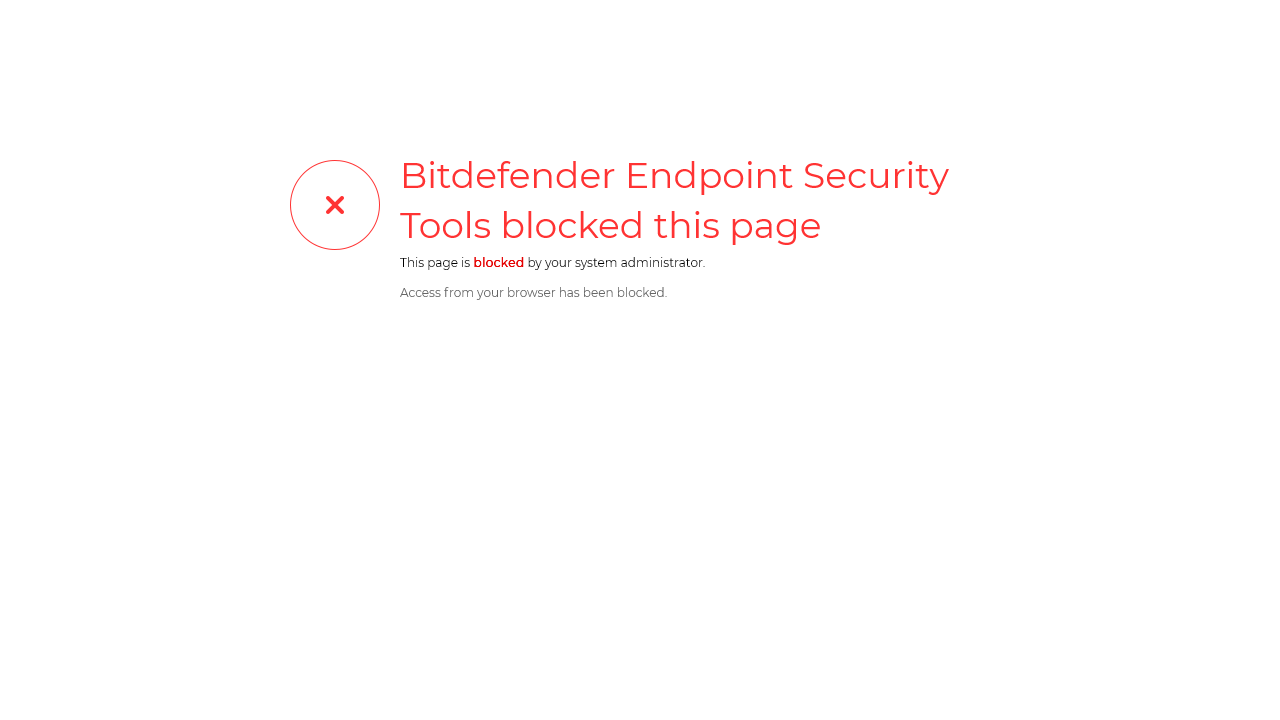 Bitdefender Endpoint Security
Tools blocked this page
This page is blocked by your system administrator.
Access from your browser has been blocked.